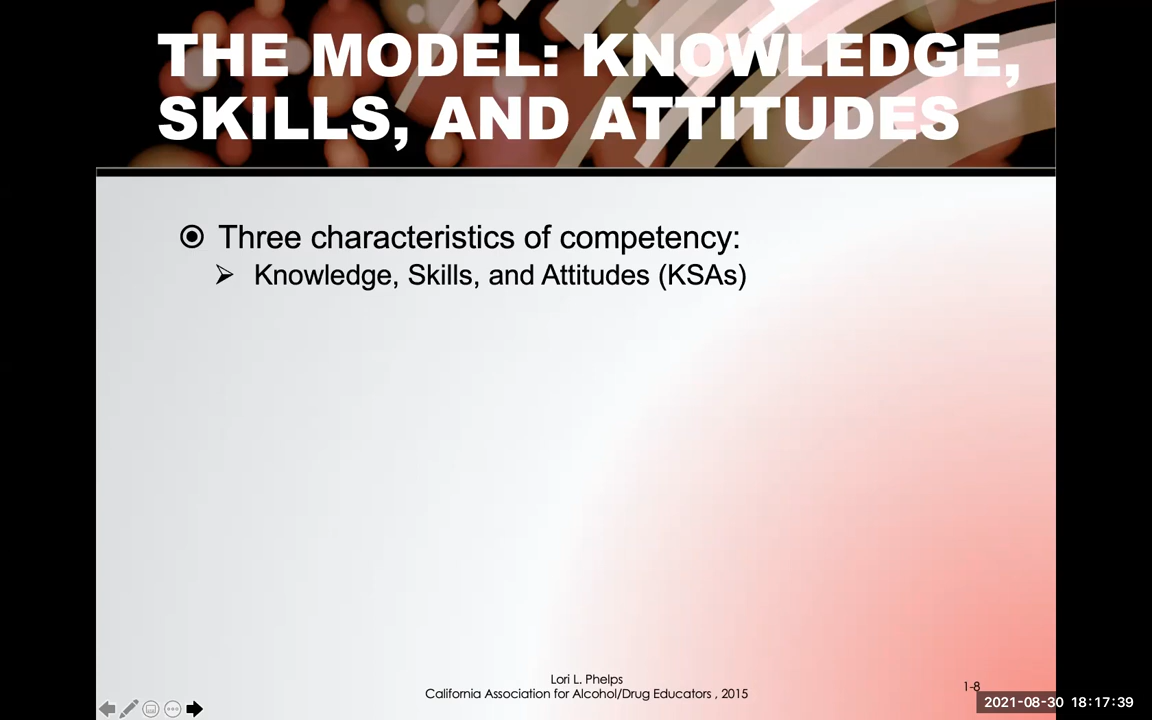 THE MODEL: KNOWLEDGE,
SKILLS, AND ATTITUDES
Three characteristics of competency:
Knowledge, Skills, and Attitudes (KSAs)
Lori L. Phelps
California Association for Alcohol/Drug Educators , 2015
1-8
2021-08-30 18:17:39